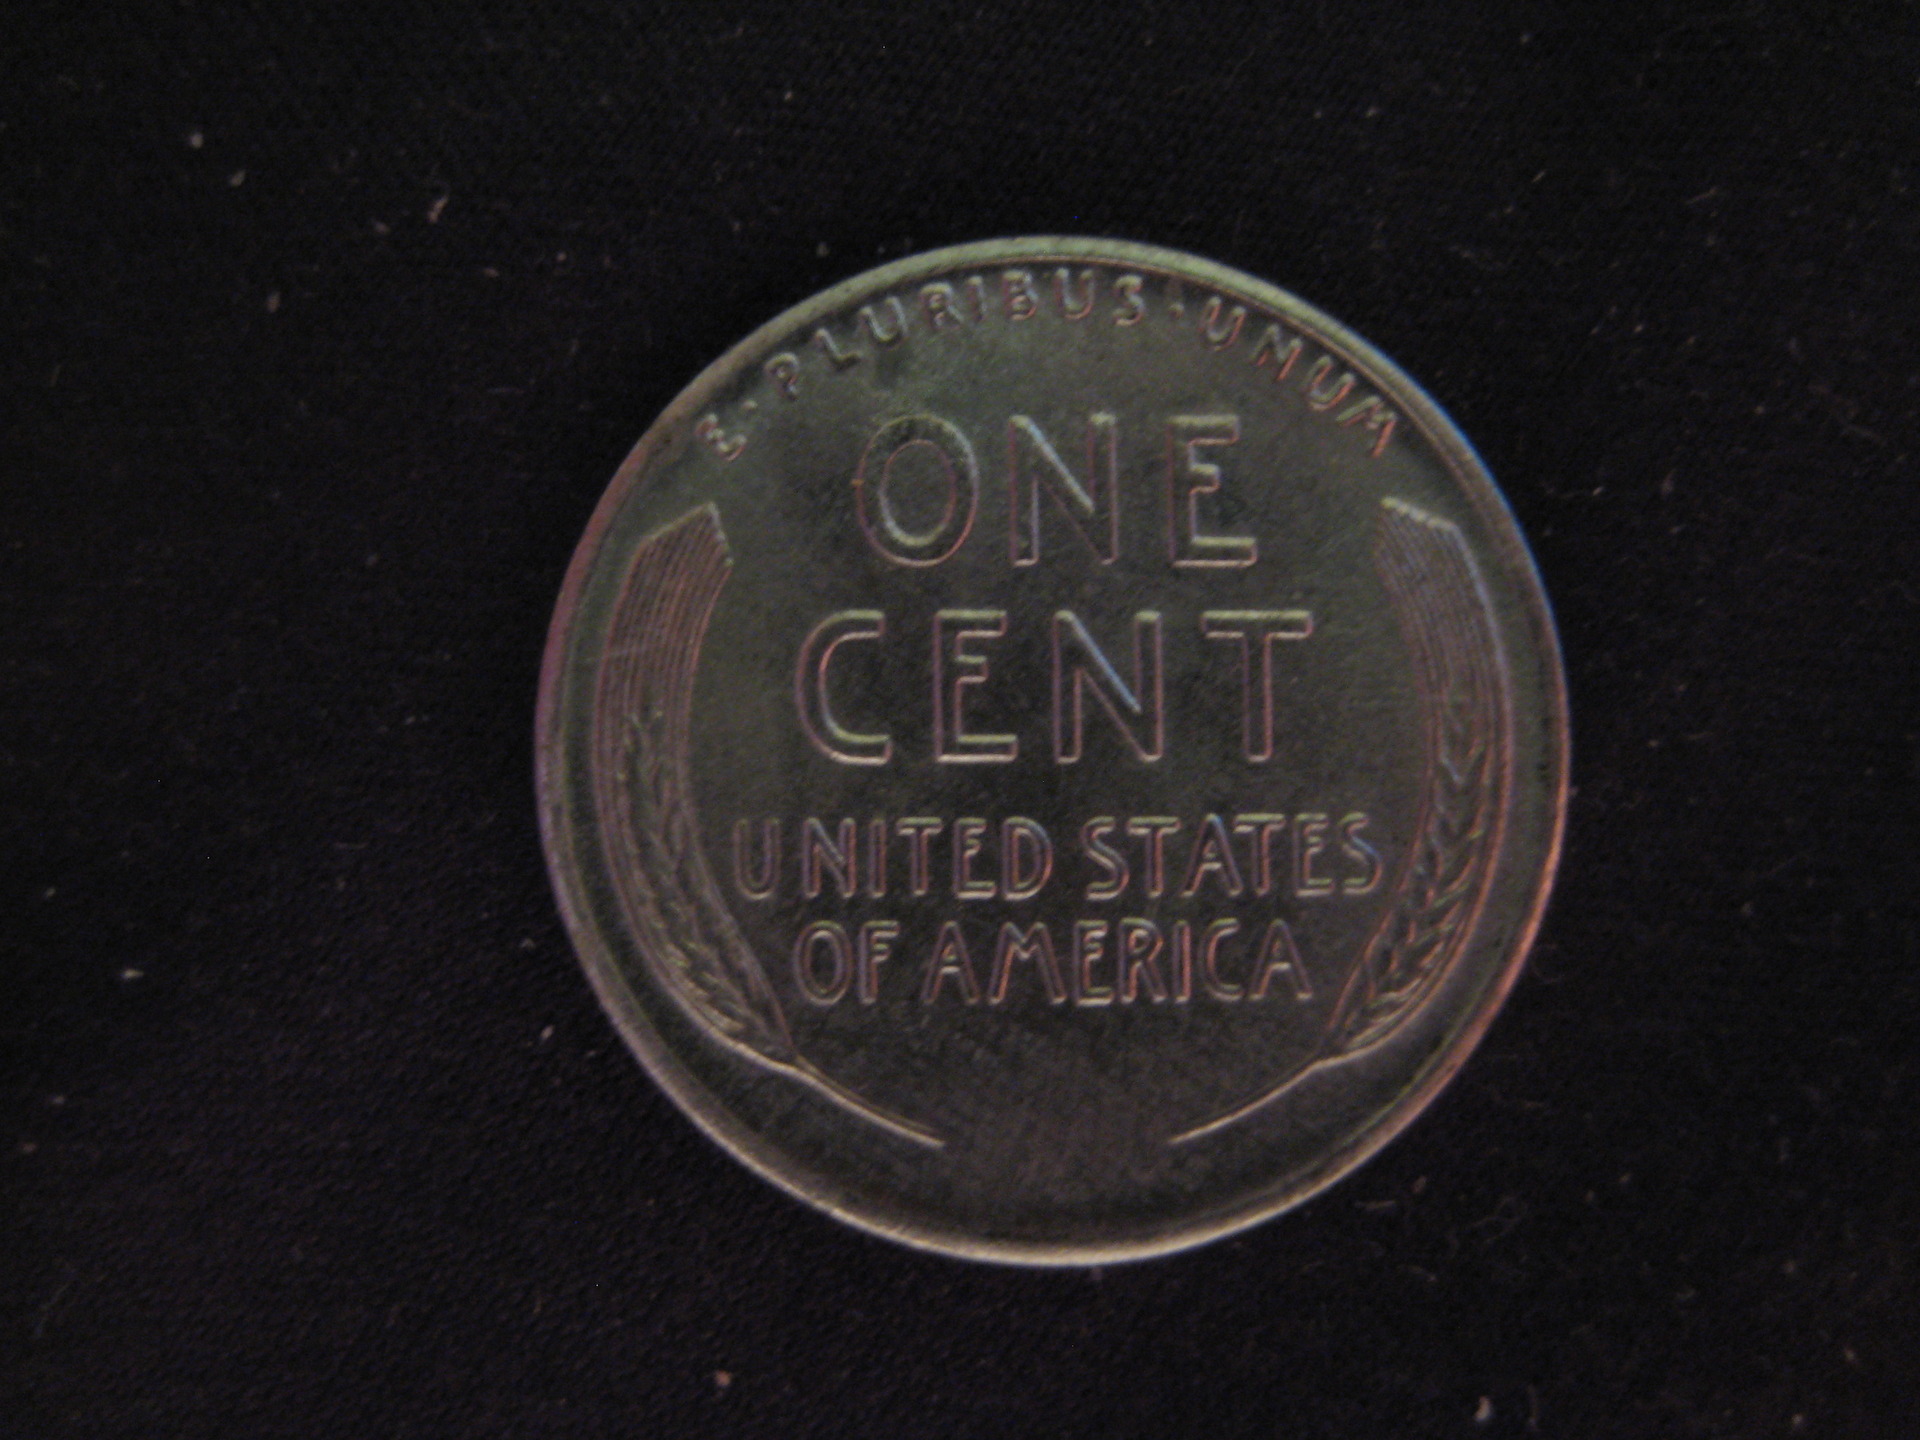 E·PLURIBUS·UNUM
ONE
CENT
UNITED STATES
OF AMERICA